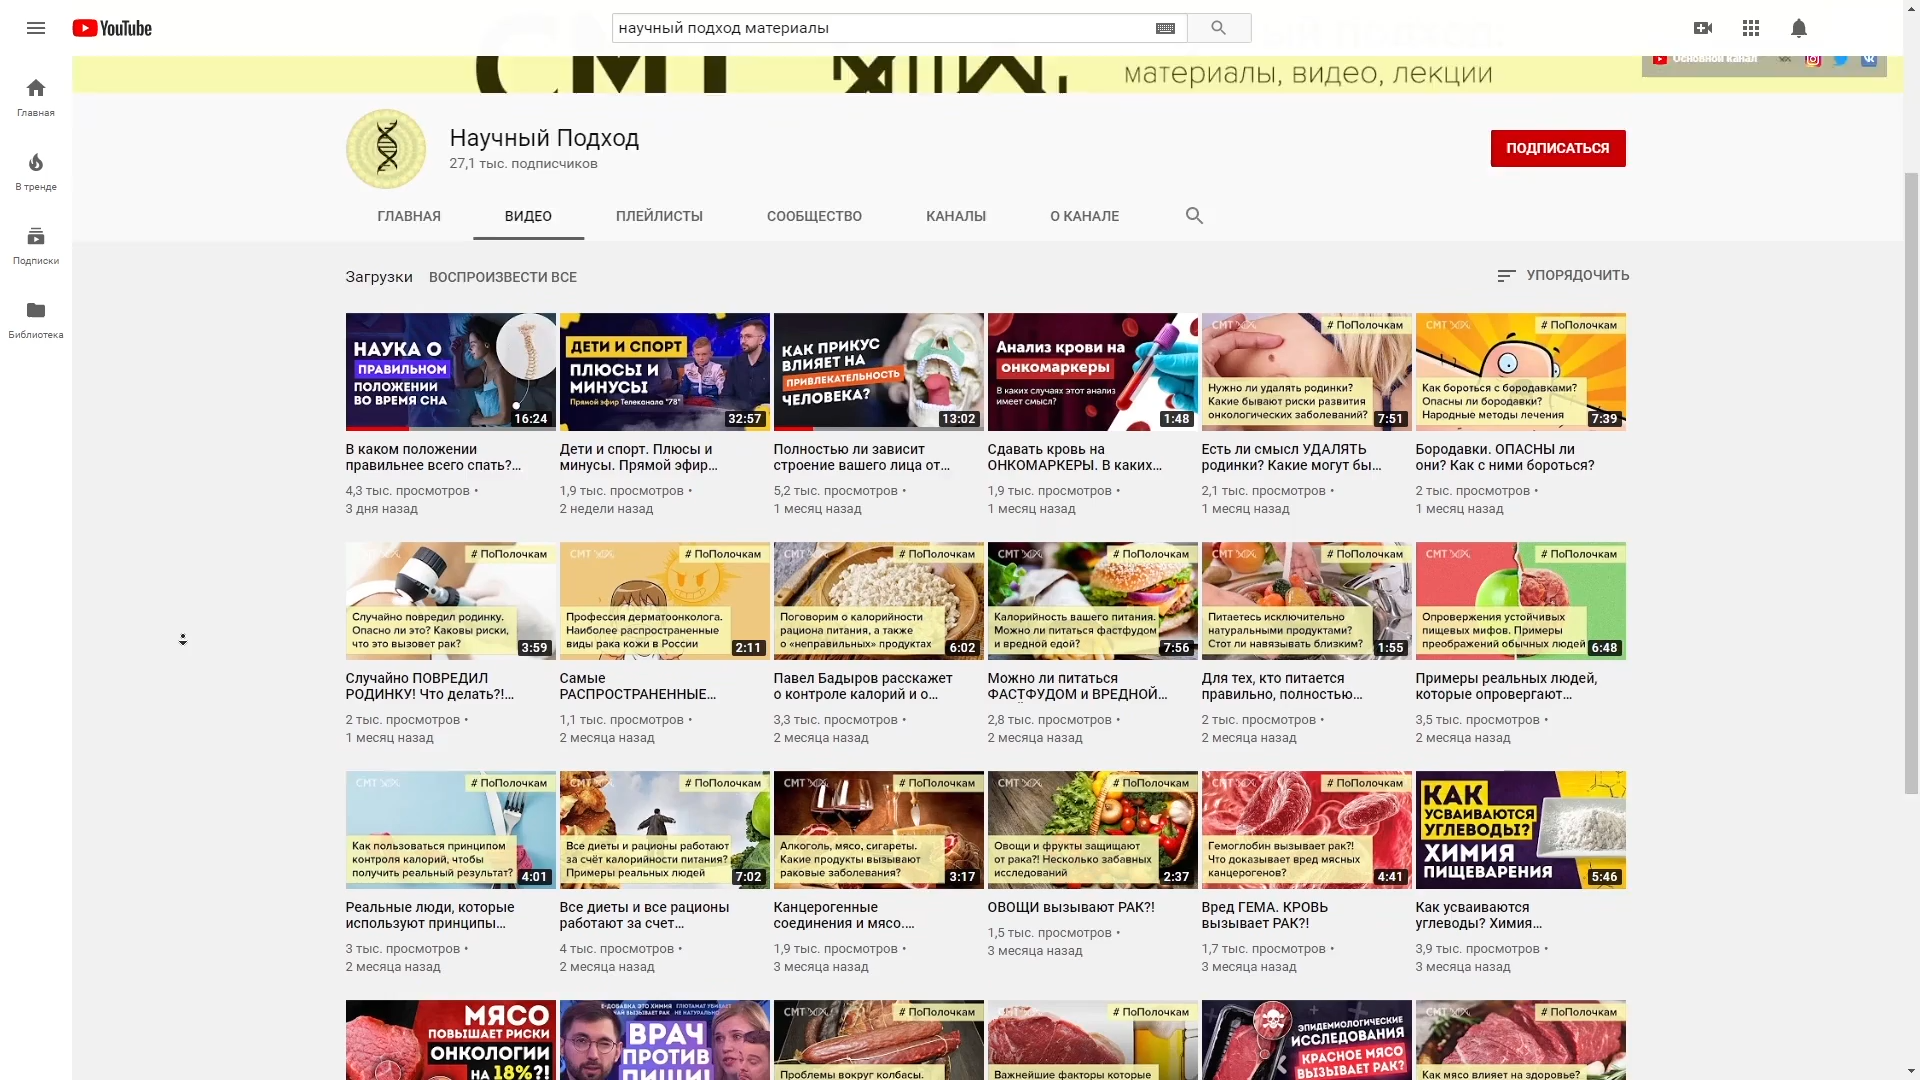 YouTube
научный подход материалы
материалы, видео, лекции
Основной канал
Главная
В тренде
Подписки
Библиотека
Научный Подход
27,1 тыс. подписчиков
ПОДПИСАТЬСЯ
ГЛАВНАЯ
ВИДЕО
ПЛЕЙЛИСТЫ
СООБЩЕСТВО
КАНАЛЫ
О КАНАЛЕ
Загрузки
ВОСПРОИЗВЕСТИ ВСЕ
УПОРЯДОЧИТЬ
НАУКА О
ПРАВИЛЬНОМ
ПОЛОЖЕНИИ
ВО ВРЕМЯ СНА
16:24
В каком положении
правильнее всего спать?...
4,3 тыс. просмотров •
3 дня назад
ДЕТИ И СПОРТ
ПЛЮСЫ И
МИНУСЫ
Прямой эфир Телеканала "78"
32:57
Дети и спорт. Плюсы и
минусы. Прямой эфир...
1,9 тыс. просмотров •
2 недели назад
КАК ПРИКУС
ВЛИЯЕТ НА
ПРИВЛЕКАТЕЛЬНОСТЬ
ЧЕЛОВЕКА?
13:02
Полностью ли зависит
строение вашего лица от...
5,2 тыс. просмотров •
1 месяц назад
Анализ крови на
онкомаркеры
В каких случаях этот анализ
имеет смысл?
1:48
Сдавать кровь на
ОНКОМАРКЕРЫ. В каких...
1,9 тыс. просмотров •
1 месяц назад
СМТ
# ПоПолочкам
Нужно ли удалять родинки?
Какие бывают риски развития
онкологических заболеваний?
7:51
Есть ли смысл УДАЛЯТЬ
родинки? Какие могут бы...
2,1 тыс. просмотров •
1 месяц назад
СМТ
# ПоПолочкам
Как бороться с бородавками?
Опасны ли бородавки?
Народные методы лечения
7:39
Бородавки. ОПАСНЫ ли
они? Как с ними бороться?
2 тыс. просмотров •
1 месяц назад
# ПоПолочкам
Случайно повредил родинку.
Опасно ли это? Каковы риски,
что это вызовет рак?
3:59
Случайно ПОВРЕДИЛ
РОДИНКУ! Что делать?!...
2 тыс. просмотров •
1 месяц назад
СМТ
# ПоПолочкам
Профессия дерматоонколога.
Наиболее распространенные
виды рака кожи в России
2:11
Самые
РАСПРОСТРАНЕННЫЕ...
1,1 тыс. просмотров •
2 месяца назад
СМТ
# ПоПолочкам
Поговорим о калорийности
рациона питания, а также
о «неправильных» продуктах
6:02
Павел Бадыров расскажет
о контроле калорий и о...
3,3 тыс. просмотров •
2 месяца назад
СМТ
# ПоПолочкам
Калорийность вашего питания.
Можно ли питаться фастфудом
и вредной едой?
7:56
Можно ли питаться
ФАСТФУДОМ и ВРЕДНОЙ...
2,8 тыс. просмотров •
2 месяца назад
СМТ
# ПоПолочкам
Питаетесь исключительно
натуральными продуктами?
Стот ли навязывать близким?
1:55
Для тех, кто питается
правильно, полностью...
2 тыс. просмотров •
2 месяца назад
СМТ
# ПоПолочкам
Опровержения устойчивых
пищевых мифов. Примеры
преображений обычных людей
6:48
Примеры реальных людей,
которые опровергают...
3,5 тыс. просмотров •
2 месяца назад
СМТ
# ПоПолочкам
Как пользоваться принципом
контроля калорий, чтобы
получить реальный результат?
4:01
Реальные люди, которые
используют принципы...
3 тыс. просмотров •
2 месяца назад
# ПоПолочкам
Все диеты и рационы работают
за счёт калорийности питания?
Примеры реальных людей
7:02
Все диеты и все рационы
работают за счет...
4 тыс. просмотров •
2 месяца назад
СМТ
# ПоПолочкам
Алкоголь, мясо, сигареты.
Какие продукты вызывают
раковые заболевания?
3:17
Канцерогенные
соединения и мясо....
1,9 тыс. просмотров •
3 месяца назад
СМТ
# ПоПолочкам
Овощи и фрукты защищают
от рака?! Несколько забавных
исследований
2:37
ОВОЩИ вызывают РАК?!
1,5 тыс. просмотров •
3 месяца назад
СМТ
# ПоПолочкам
Гемоглобин вызывает рак?!
Что доказывает вред мясных
канцерогенов?
4:41
Вред ГЕМА. КРОВЬ
вызывает РАК?!
1,7 тыс. просмотров •
3 месяца назад
КАК
УСВАИВАЮТСЯ
УГЛЕВОДЫ?
ХИМИЯ
ПИЩЕВАРЕНИЯ
5:46
Как усваиваются
углеводы? Химия...
3,9 тыс. просмотров •
3 месяца назад
МЯСО
ПОВЫШАЕТ РИСКИ
ОНКОЛОГИИ
НА 18%?!
ВРАЧ
ПРОТИВ
ПИЩИ!
СМТ
# ПоПолочкам
Проблемы вокруг колбасы.
СМТ
# ПоПолочкам
Важнейшие факторы которые
ЭПИДЕМИОЛОГИЧЕСКИЕ
ИССЛЕДОВАНИЯ
КРАСНОЕ МЯСО
ВЫЗЫВАЕТ РАК?
СМТ
# ПоПолочкам
Как мясо влияет на здоровье?